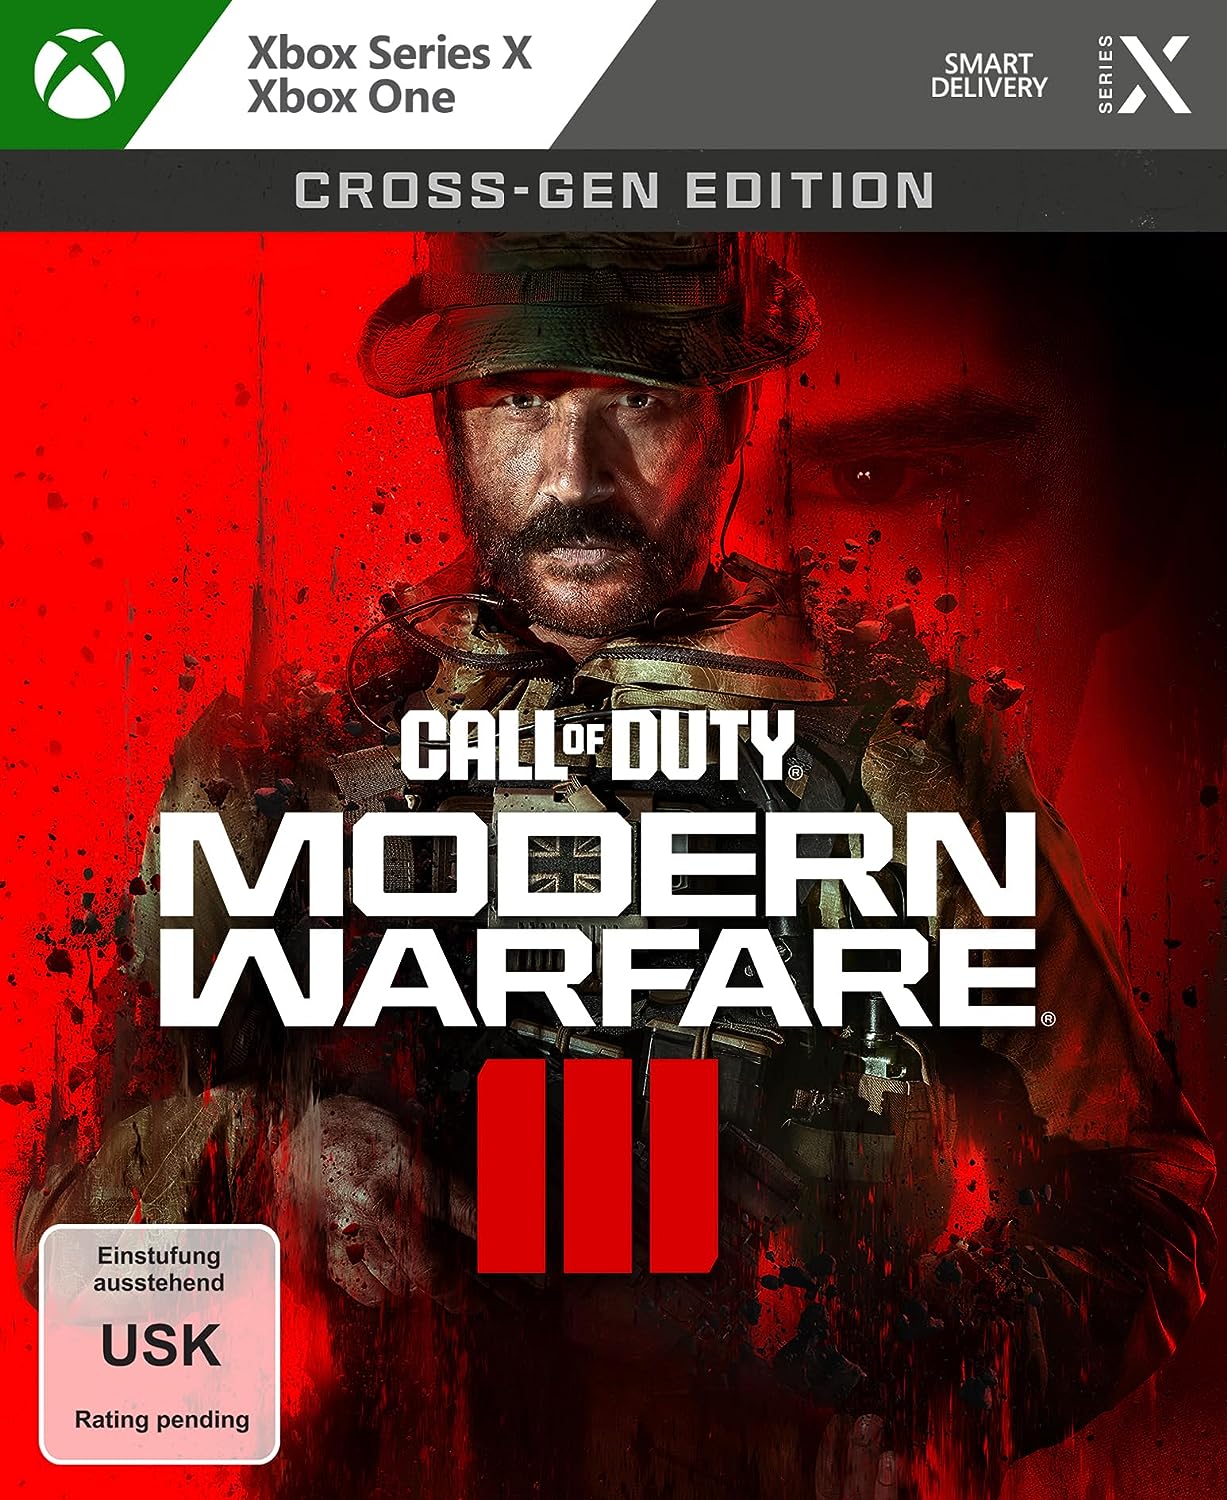 Xbox Series X
Xbox One
SMART
DELIVERY
SERIES X
CROSS-GEN EDITION
CALL OF DUTY®
MODERN
WARFARE®
III
Einstufung
ausstehend
USK
Rating pending